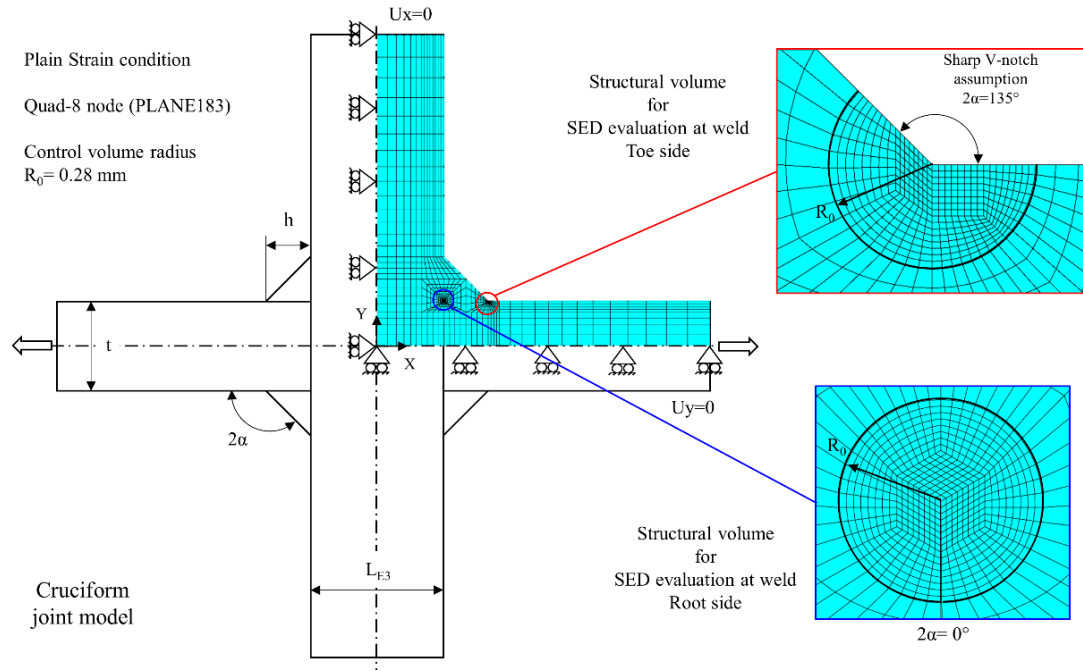 Ux=0
Plain Strain condition
Quad-8 node (PLANE183)
Control volume radius
R₀= 0.28 mm
Structural volume
for
SED evaluation at weld
Toe side
Sharp V-notch
assumption
2α=135°
R₀
h
t
Y
X
2α
Uy=0
R₀
L_E3
Structural volume
for
SED evaluation at weld
Root side
Cruciform
joint model
2α= 0°